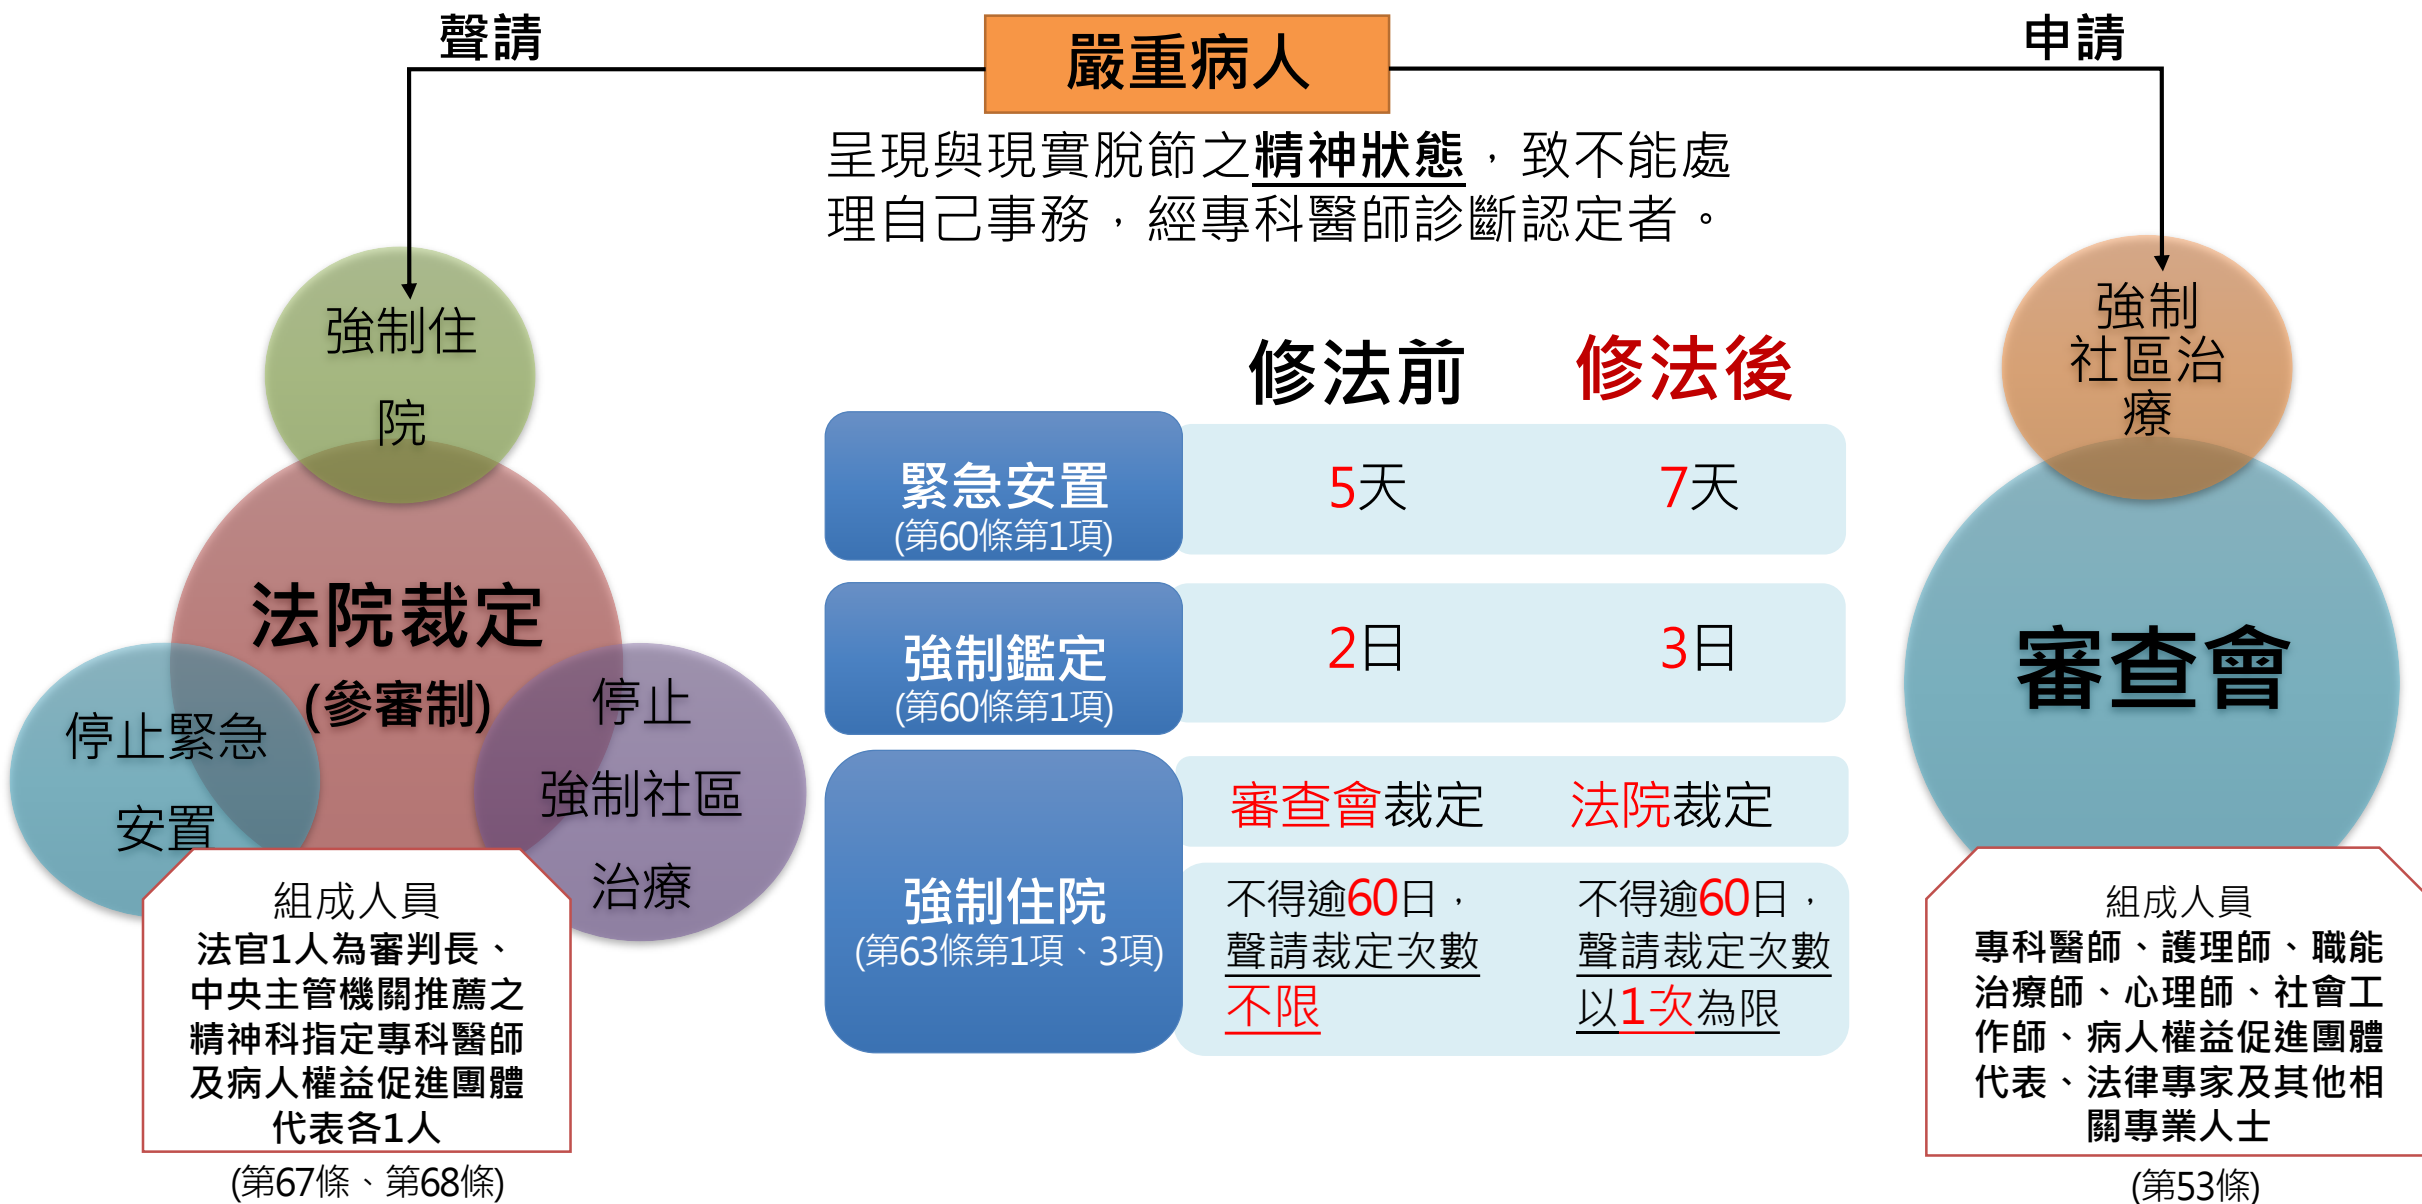 聲請
嚴重病人
申請
呈現與現實脫節之精神狀態，致不能處
理自己事務，經專科醫師診斷認定者。
強制住
院
法院裁定
(參審制)
停止緊急
安置
停止
強制社區
治療
組成人員
法官1人為審判長、
中央主管機關推薦之
精神科指定專科醫師
及病人權益促進團體
代表各1人
(第67條、第68條)
修法前
修法後
緊急安置
(第60條第1項)
5天
7天
強制鑑定
(第60條第1項)
2日
3日
強制住院
(第63條第1項、3項)
審查會裁定
法院裁定
不得逾60日，
聲請裁定次數
不限
不得逾60日，
聲請裁定次數
以1次為限
強制
社區治
療
審查會
組成人員
專科醫師、護理師、職能
治療師、心理師、社會工
作師、病人權益促進團體
代表、法律專家及其他相
關專業人士
(第53條)